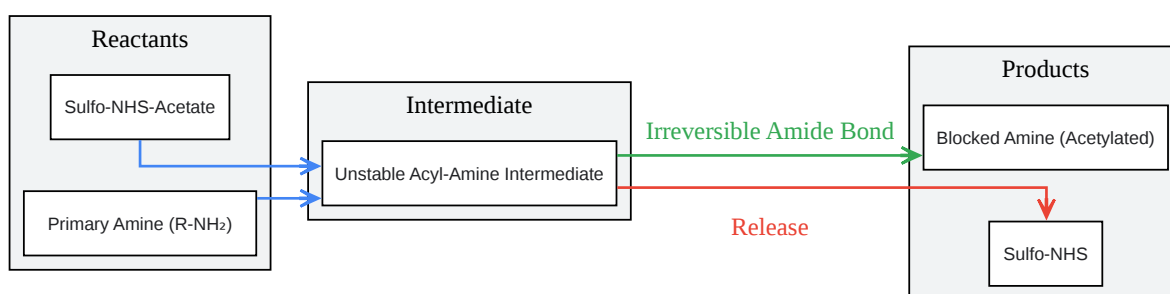 Reactants
Sulfo-NHS-Acetate
Primary Amine (R-NH₂)
Intermediate
Unstable Acyl-Amine Intermediate
Irreversible Amide Bond
Release
Products
Blocked Amine (Acetylated)
Sulfo-NHS